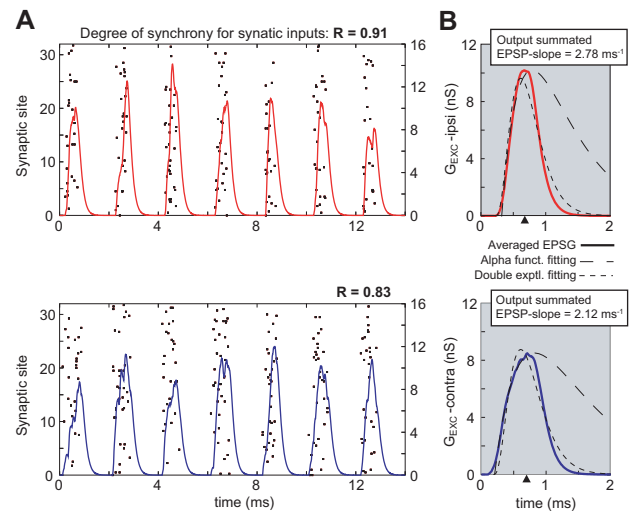 A
Degree of synchrony for synatic inputs: R = 0.91
Synaptic site
30
20
10
0
16
12
8
4
0
0
4
8
12
B
Output summated
EPSP-slope = 2.78 ms⁻¹
G_EXC-ipsi (nS)
12
8
4
0
0
1
2
Averaged EPSG
Alpha funct. fitting
Double exptl. fitting
R = 0.83
Synaptic site
30
20
10
0
16
12
8
4
0
0
4
8
12
14
time (ms)
Output summated
EPSP-slope = 2.12 ms⁻¹
G_EXC-contra (nS)
12
8
4
0
0
1
2
time (ms)